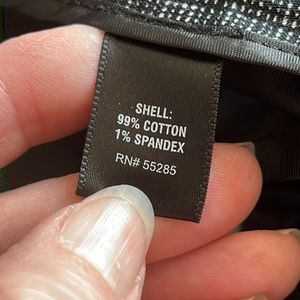 SHELL:
99% COTTON
1% SPANDEX
RN# 55285